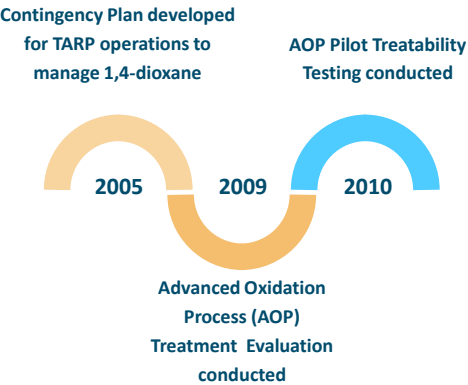 Contingency Plan developed
for TARP operations to
manage 1,4-dioxane
AOP Pilot Treatability
Testing conducted
2005
2009
2010
Advanced Oxidation
Process (AOP)
Treatment Evaluation
conducted